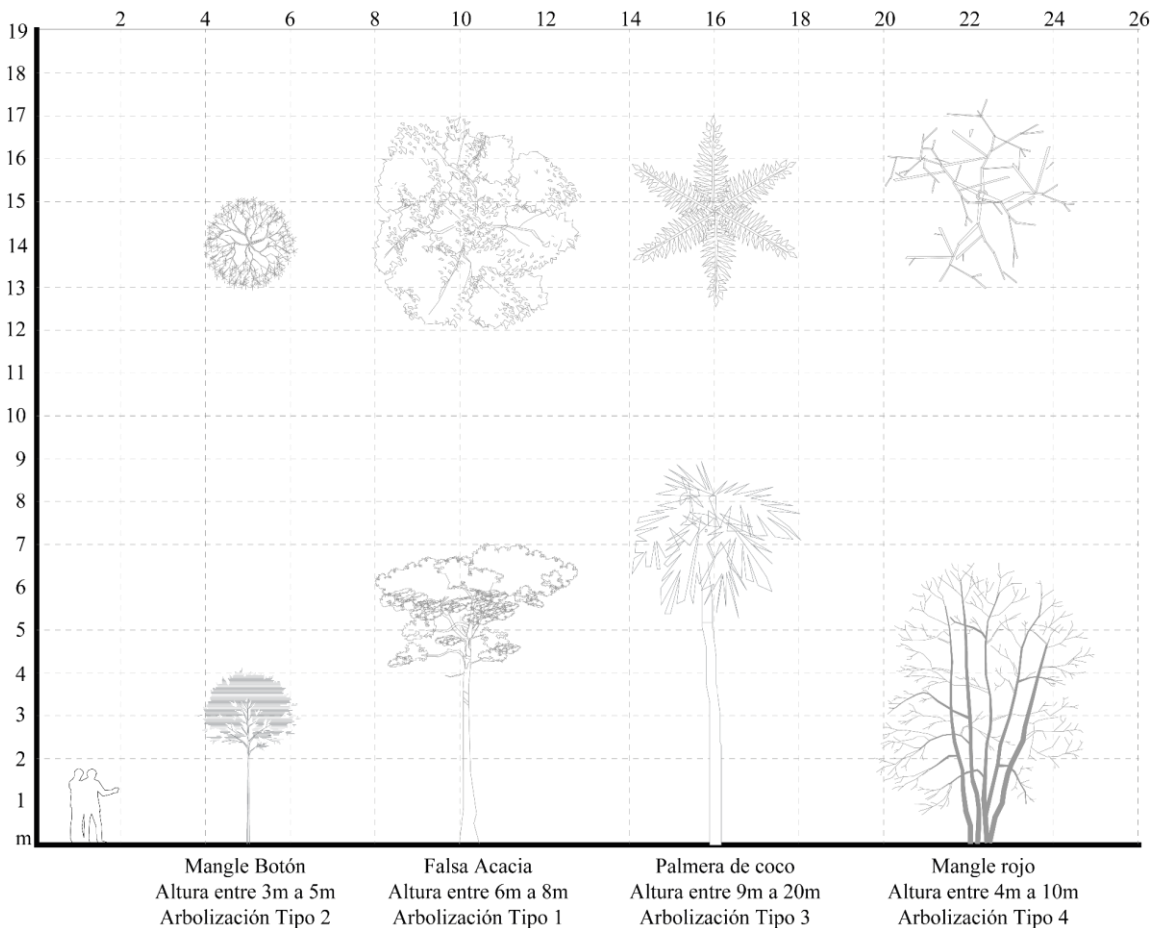 2 4 6 8 10 12 14 16 18 20 22 24 26
19
18
17
16
15
14
13
12
11
10
9
8
7
6
5
4
3
2
1
m
Mangle Botón
Altura entre 3m a 5m
Arbolización Tipo 2
Falsa Acacia
Altura entre 6m a 8m
Arbolización Tipo 1
Palmera de coco
Altura entre 9m a 20m
Arbolización Tipo 3
Mangle rojo
Altura entre 4m a 10m
Arbolización Tipo 4